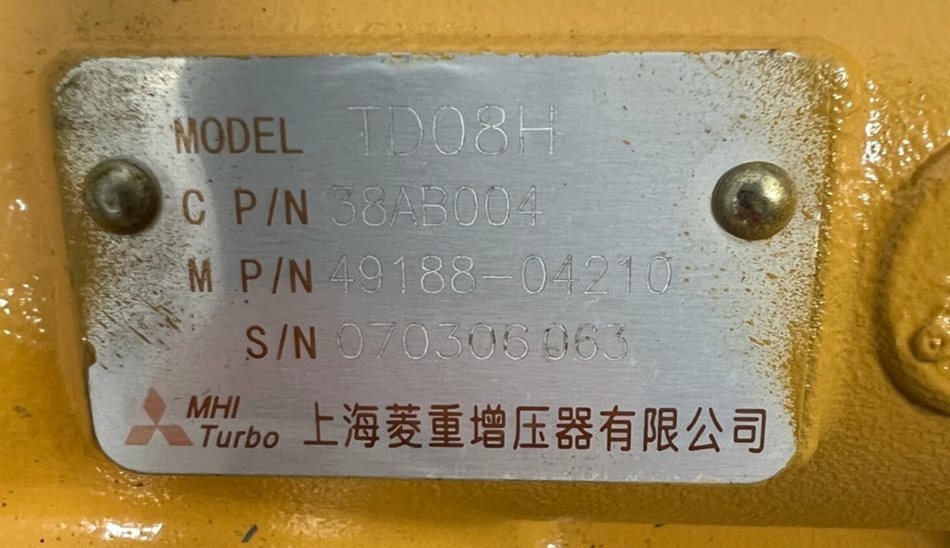 MODEL TD08H
C P/N 38AB004
M P/N 49188-04210
S/N 070306063
MHI
Turbo 上海菱重增压器有限公司